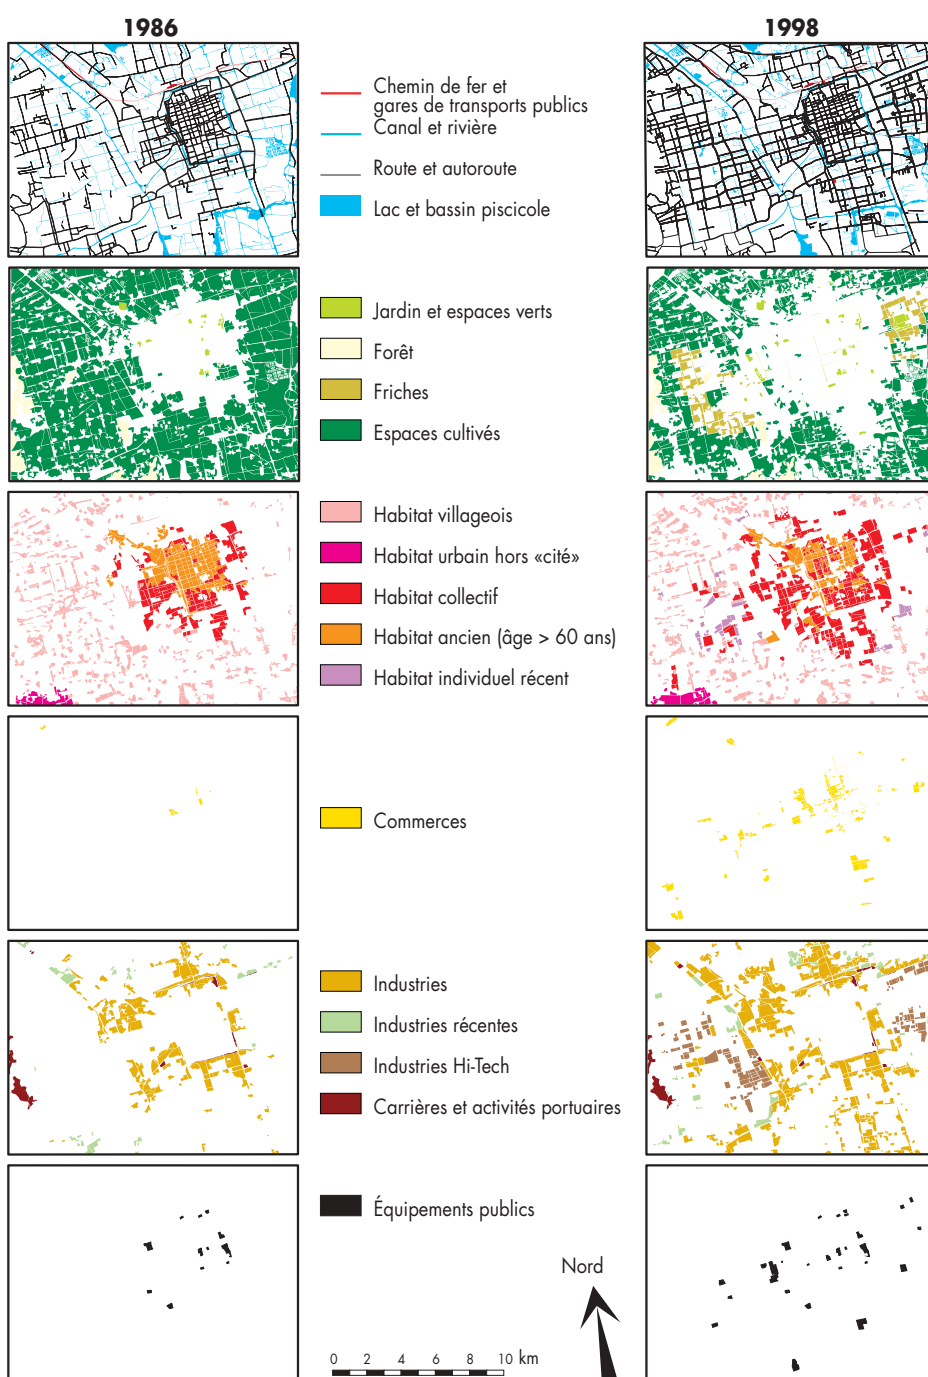 1986
1998
Chemin de fer et
gares de transports publics
Canal et rivière
Route et autoroute
Lac et bassin piscicole
Jardin et espaces verts
Forêt
Friches
Espaces cultivés
Habitat villageois
Habitat urbain hors «cité»
Habitat collectif
Habitat ancien (âge > 60 ans)
Habitat individuel récent
Commerces
Industries
Industries récentes
Industries Hi-Tech
Carrières et activités portuaires
Équipements publics
Nord
0 2 4 6 8 10 km